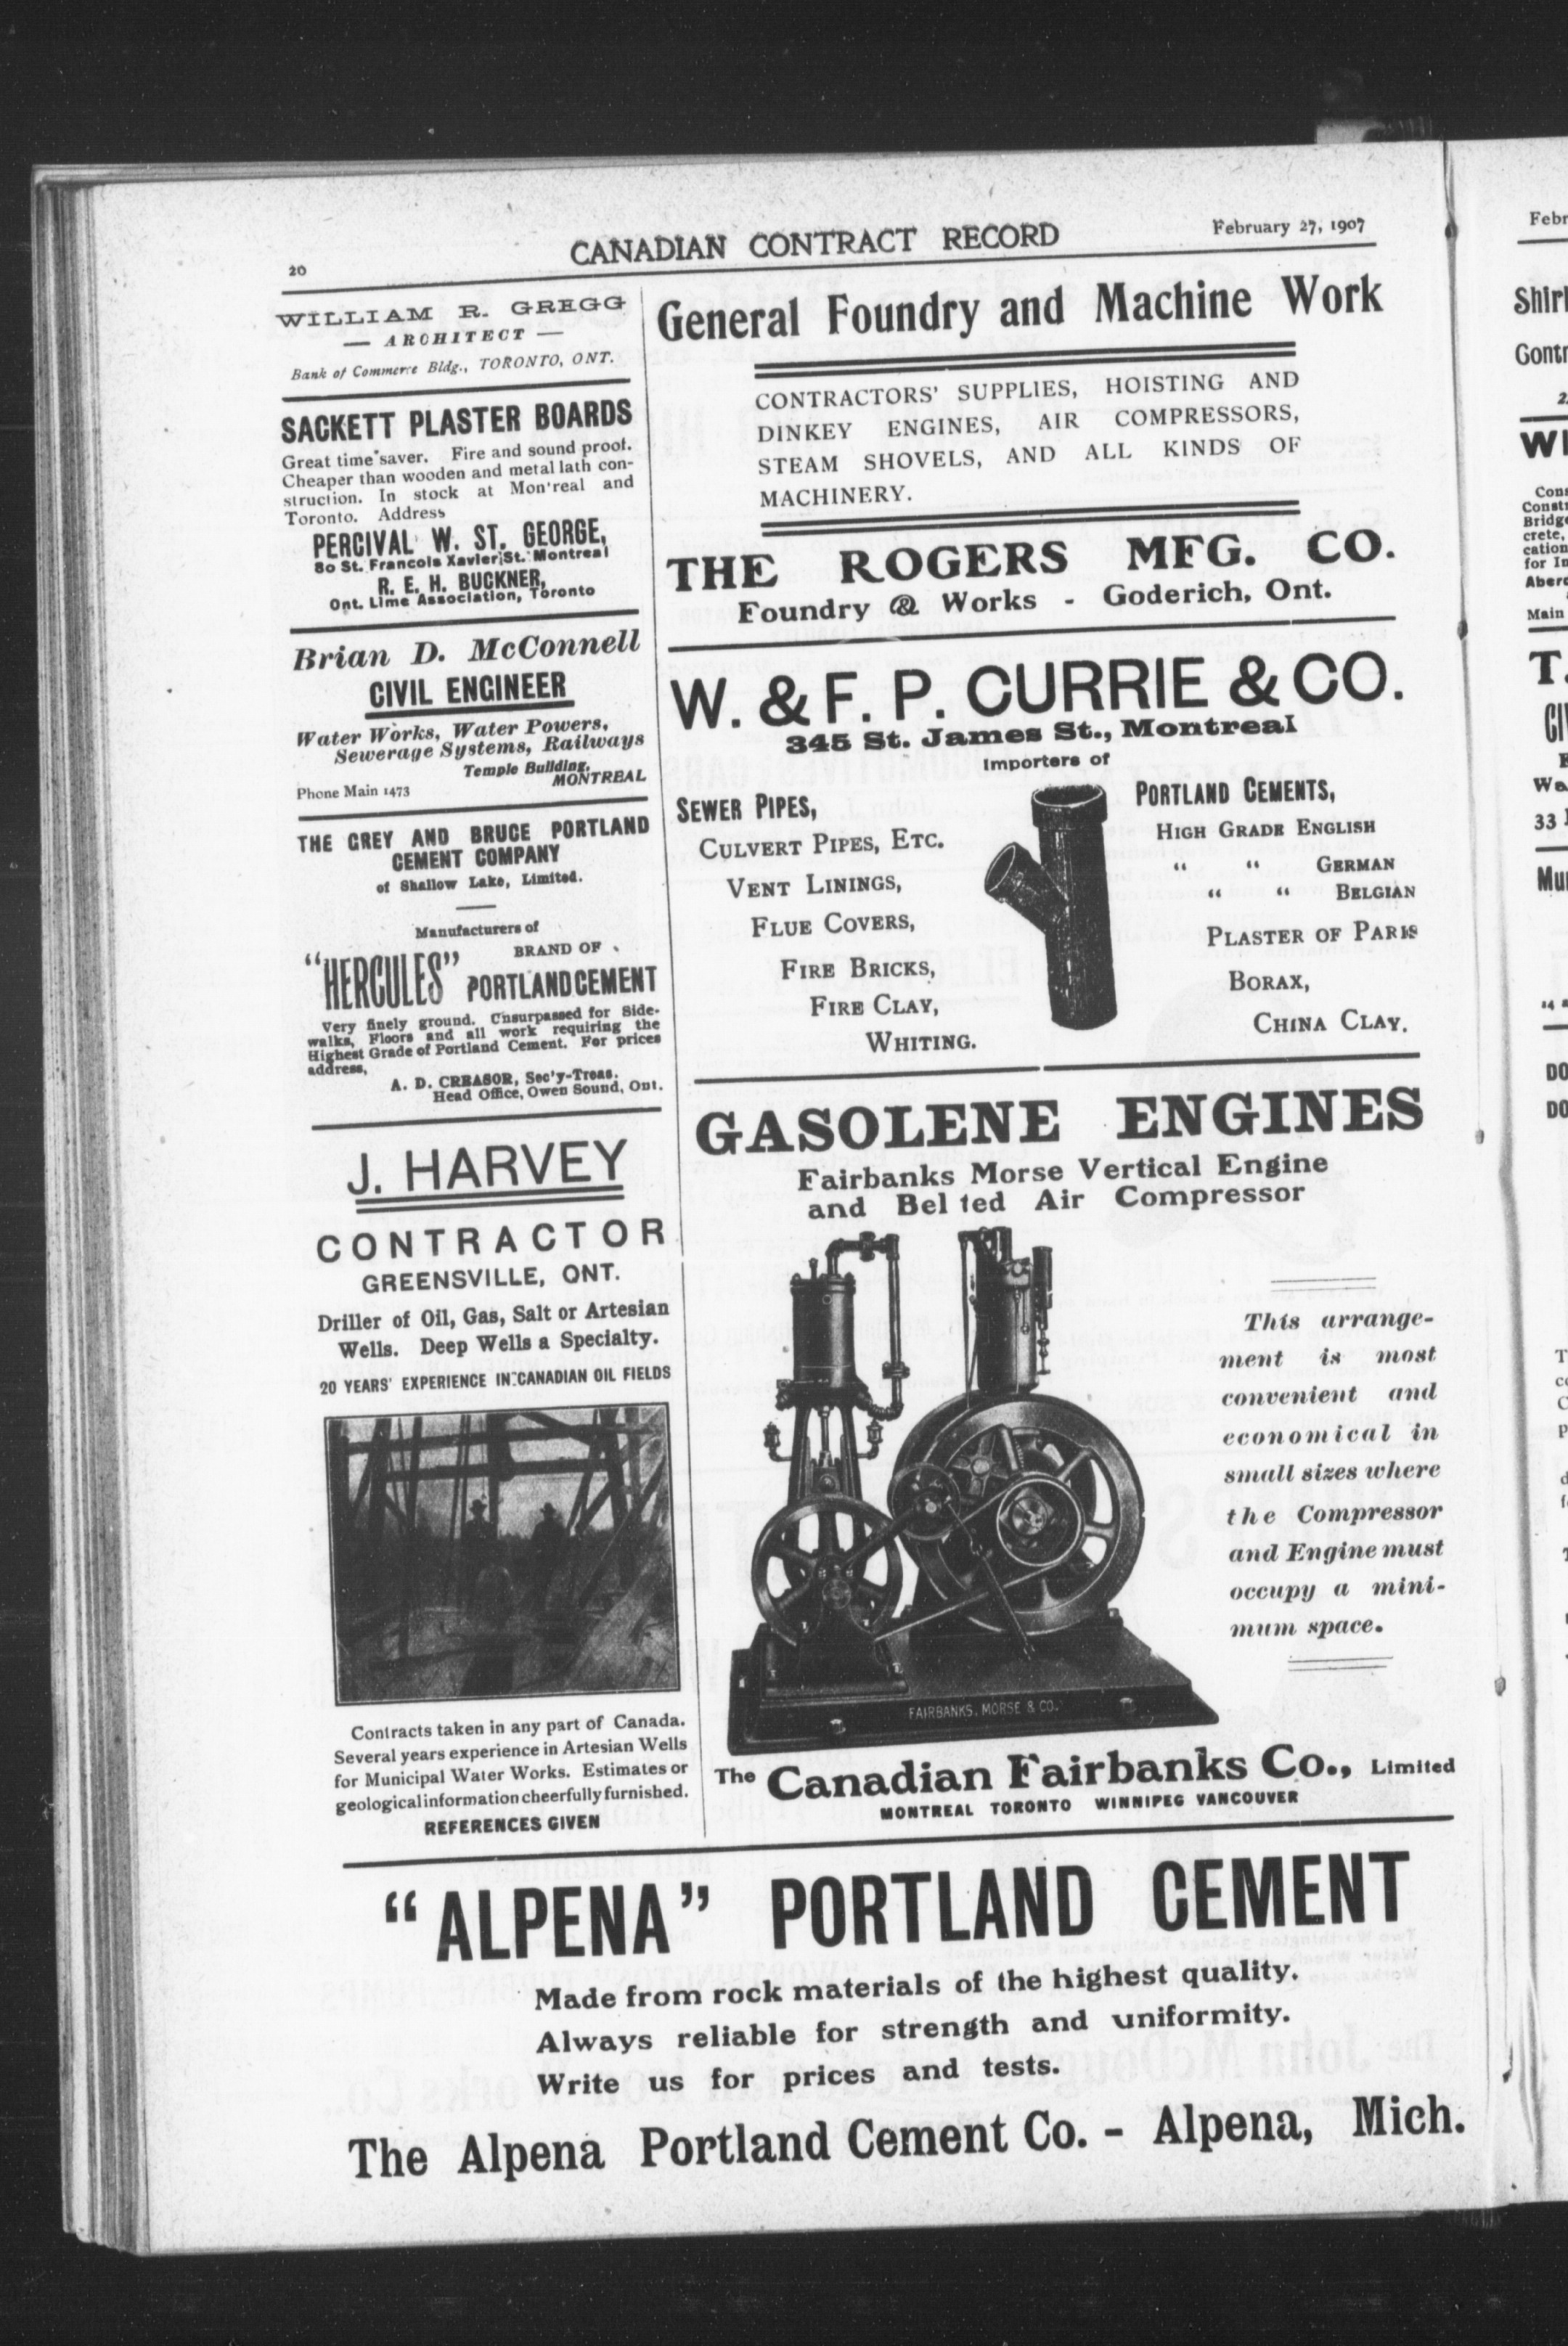 20
CANADIAN CONTRACT RECORD
February 27, 1907
WILLIAM R. GREGG
— ARCHITECT —
Bank of Commerce Bldg., TORONTO, ONT.
SACKETT PLASTER BOARDS
Great time saver. Fire and sound proof.
Cheaper than wooden and metal lath con-
struction. In stock at Mon'real and
Toronto. Address
PERCIVAL W. ST. GEORGE,
80 St. Francois Xavier St. Montreal
R. E. H. BUCKNER,
Ont. Lime Association, Toronto
Brian D. McConnell
CIVIL ENGINEER
Water Works, Water Powers,
Sewerage Systems, Railways
Temple Building,
Phone Main 1473 MONTREAL
THE GREY AND BRUCE PORTLAND
CEMENT COMPANY
of Shallow Lake, Limited.
Manufacturers of
"HERCULES" BRAND OF
PORTLAND CEMENT
Very finely ground. Unsurpassed for Side-
walks, Floors and all work requiring the
Highest Grade of Portland Cement. For prices
address,
A. D. CREASOR, Sec'y-Treas.
Head Office, Owen Sound, Ont.
J. HARVEY
CONTRACTOR
GREENSVILLE, ONT.
Driller of Oil, Gas, Salt or Artesian
Wells. Deep Wells a Specialty.
20 YEARS' EXPERIENCE IN CANADIAN OIL FIELDS
Contracts taken in any part of Canada.
Several years experience in Artesian Wells
for Municipal Water Works. Estimates or
geological information cheerfully furnished.
REFERENCES GIVEN
General Foundry and Machine Work
CONTRACTORS' SUPPLIES, HOISTING AND
DINKEY ENGINES, AIR COMPRESSORS,
STEAM SHOVELS, AND ALL KINDS OF
MACHINERY.
THE ROGERS MFG. CO.
Foundry & Works - Goderich, Ont.
W. & F. P. CURRIE & CO.
345 St. James St., Montreal
Importers of
SEWER PIPES,
CULVERT PIPES, ETC.
VENT LININGS,
FLUE COVERS,
FIRE BRICKS,
FIRE CLAY,
WHITING.
PORTLAND CEMENTS,
HIGH GRADE ENGLISH
" " GERMAN
" " BELGIAN
PLASTER OF PARIS
BORAX,
CHINA CLAY.
GASOLENE ENGINES
Fairbanks Morse Vertical Engine
and Belted Air Compressor
This arrange-
ment is most
convenient and
economical in
small sizes where
the Compressor
and Engine must
occupy a mini-
mum space.
FAIRBANKS, MORSE & CO.
The Canadian Fairbanks Co., Limited
MONTREAL TORONTO WINNIPEG VANCOUVER
"ALPENA" PORTLAND CEMENT
Made from rock materials of the highest quality.
Always reliable for strength and uniformity.
Write us for prices and tests.
The Alpena Portland Cement Co. - Alpena, Mich.